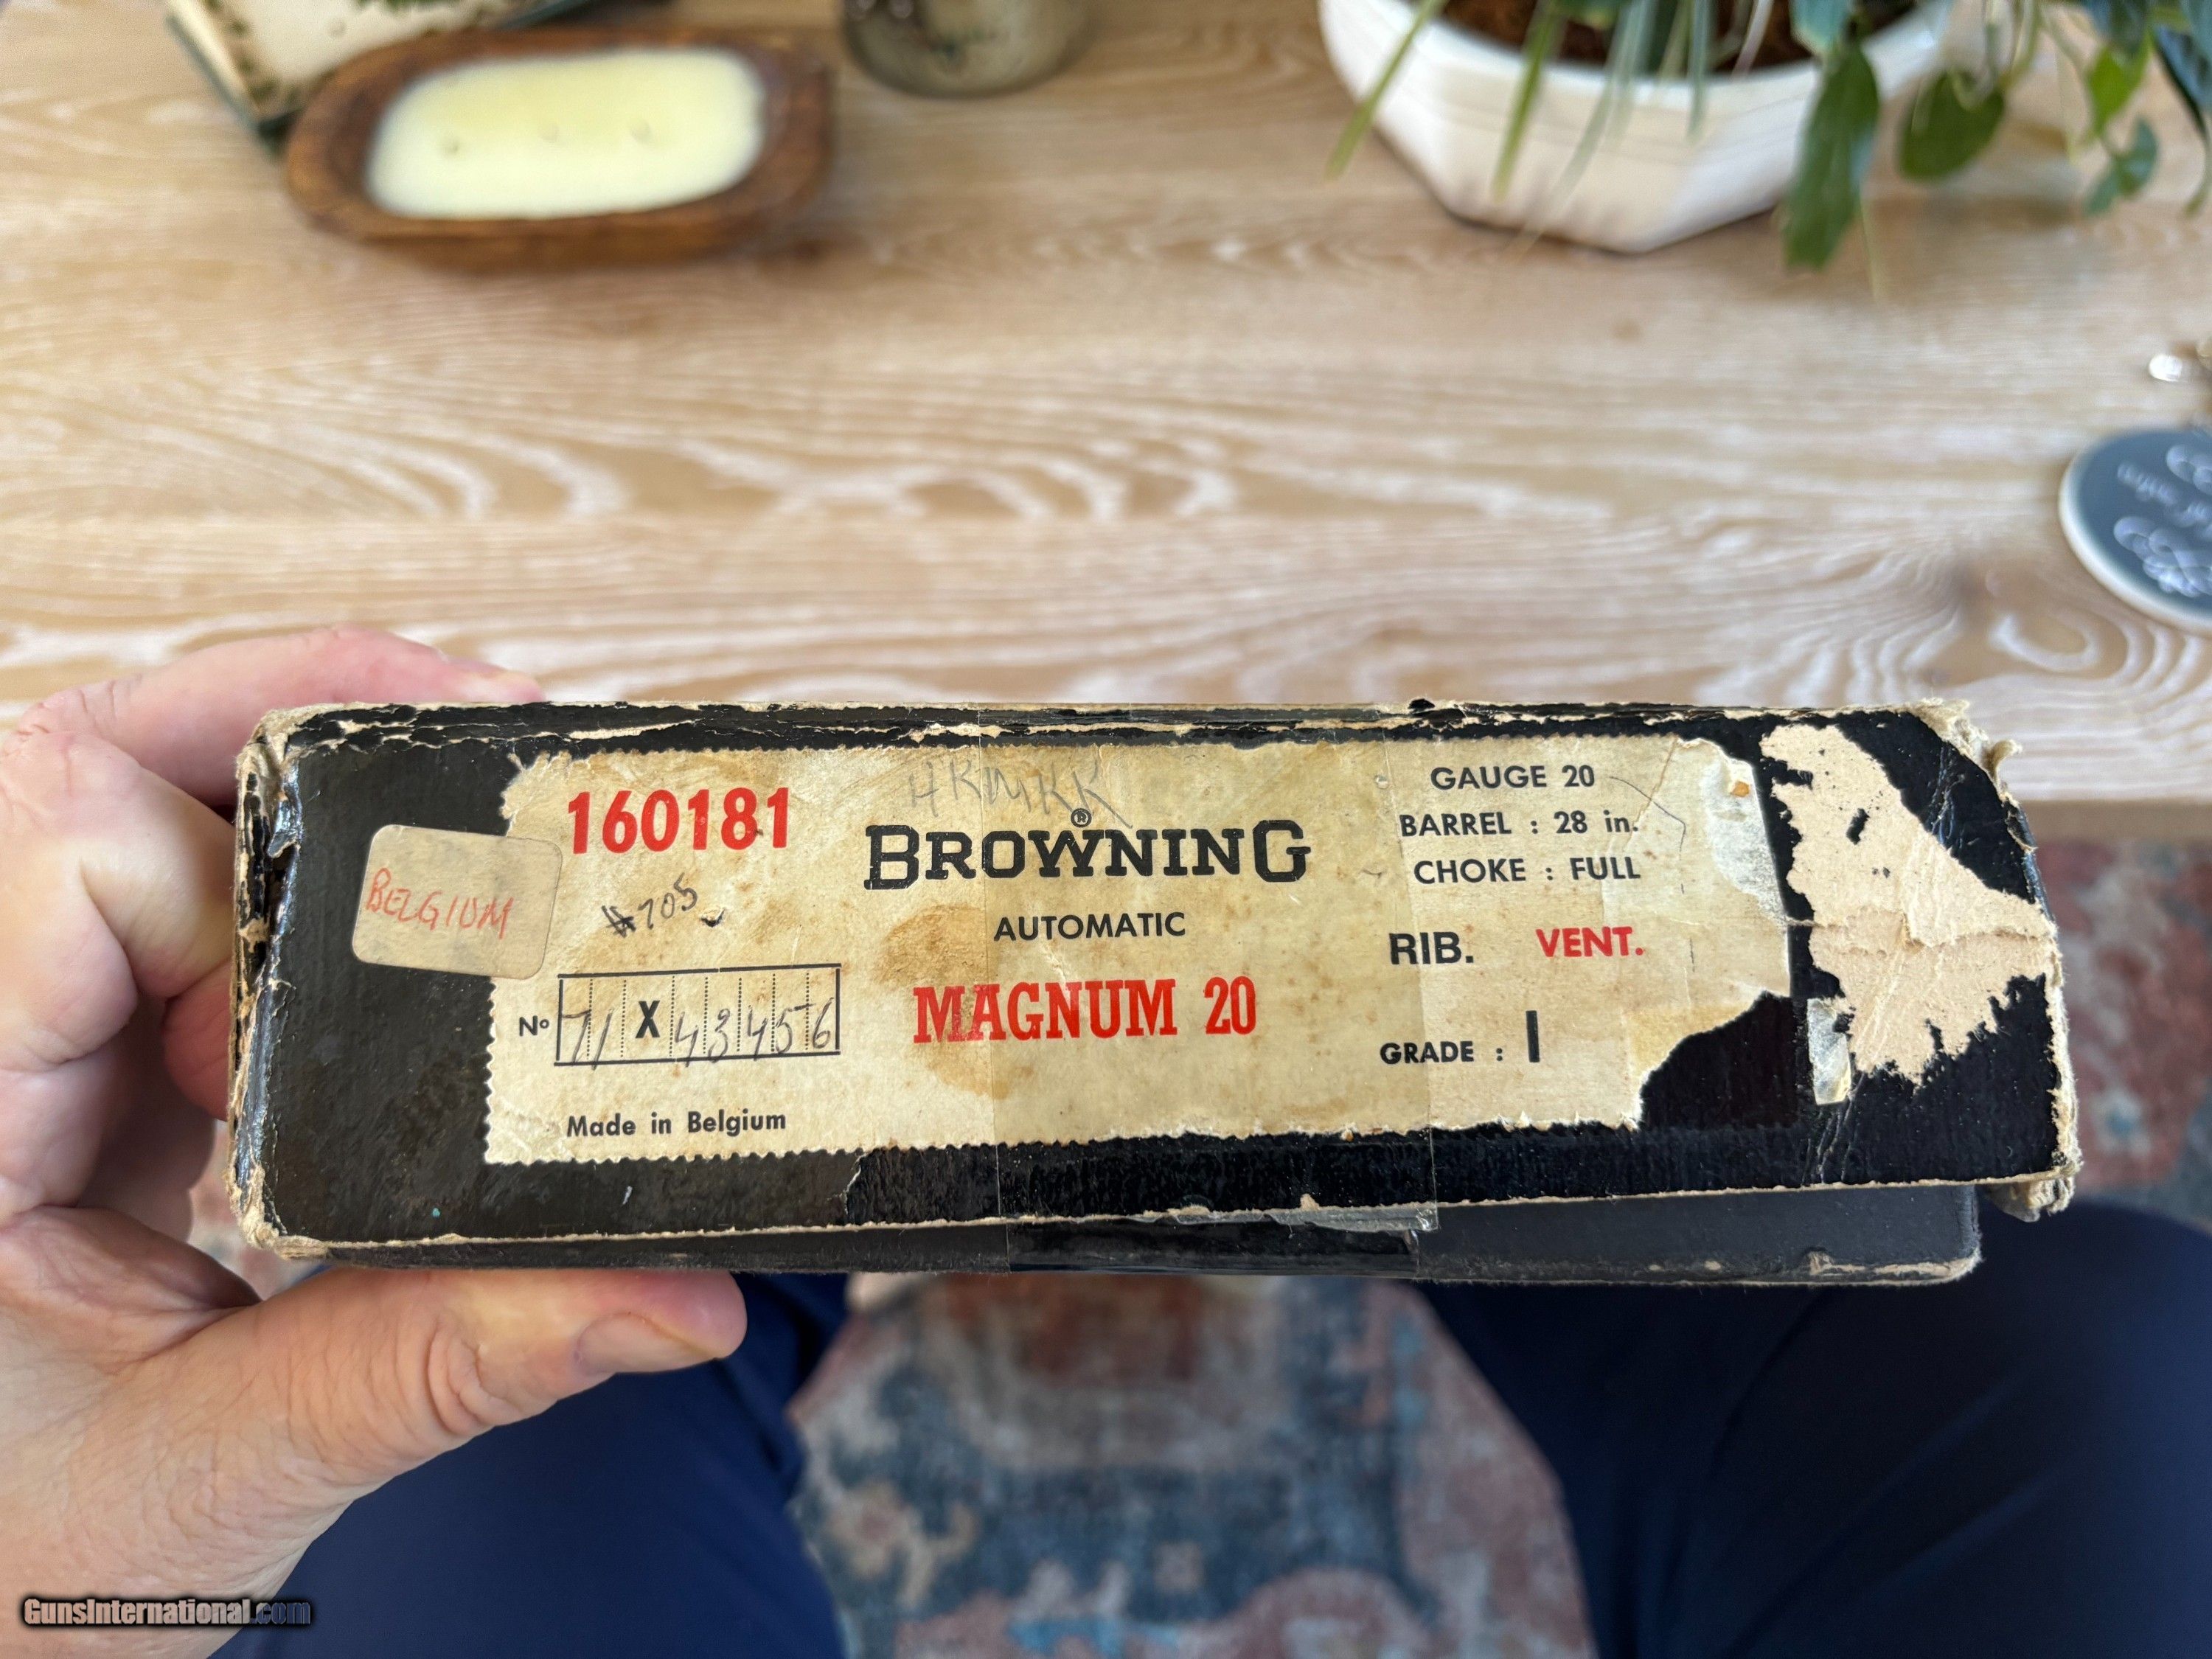 160181
#705
BELGIUM
BROWNING
®
AUTOMATIC
MAGNUM 20
Nº 71 X 43456
Made in Belgium
GAUGE 20
BARREL : 28 in.
CHOKE : FULL
RIB. VENT.
GRADE : I
GunsInternational.com